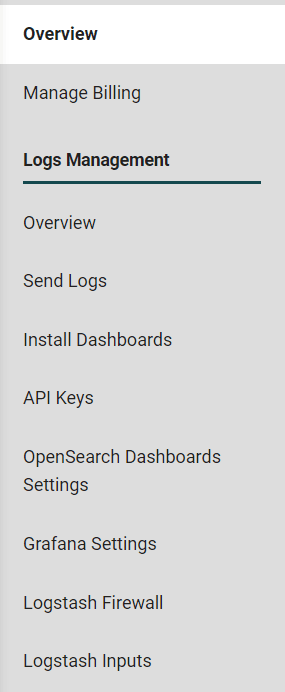 Overview
Manage Billing
Logs Management
Overview
Send Logs
Install Dashboards
API Keys
OpenSearch Dashboards
Settings
Grafana Settings
Logstash Firewall
Logstash Inputs